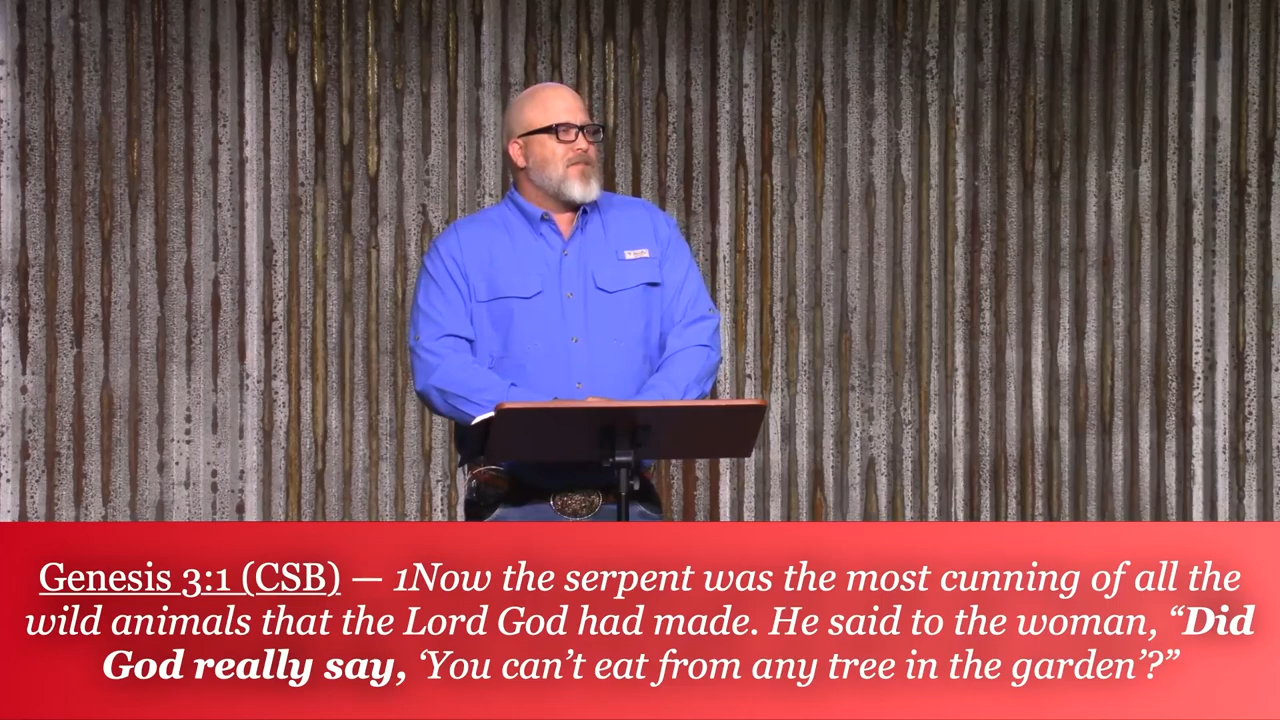 Genesis 3:1 (CSB) — 1Now the serpent was the most cunning of all the
wild animals that the Lord God had made. He said to the woman, “Did
God really say, ‘You can’t eat from any tree in the garden’?”